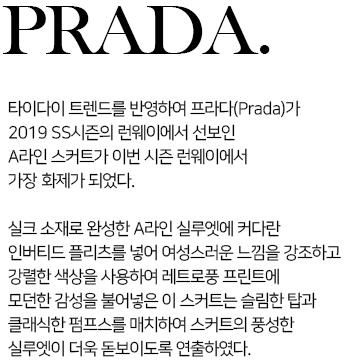 PRADA.
타이다이 트렌드를 반영하여 프라다(Prada)가
2019 SS시즌의 런웨이에서 선보인
A라인 스커트가 이번 시즌 런웨이에서
가장 화제가 되었다.
실크 소재로 완성한 A라인 실루엣에 커다란
인버티드 플리츠를 넣어 여성스러운 느낌을 강조하고
강렬한 색상을 사용하여 레트로풍 프린트에
모던한 감성을 불어넣은 이 스커트는 슬림한 탑과
클래식한 펌프스를 매치하여 스커트의 풍성한
실루엣이 더욱 돋보이도록 연출하였다.